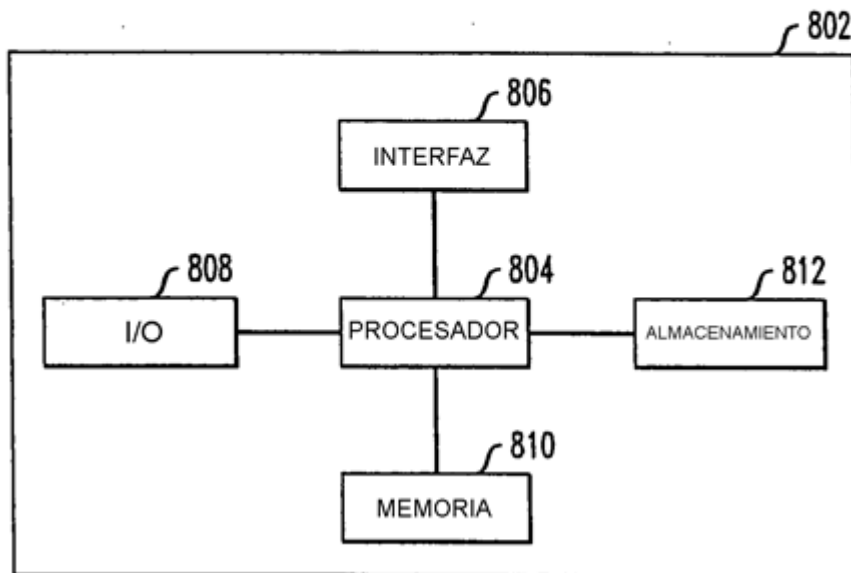 802
806
INTERFAZ
808
804
812
I/O
PROCESADOR
ALMACENAMIENTO
810
MEMORIA